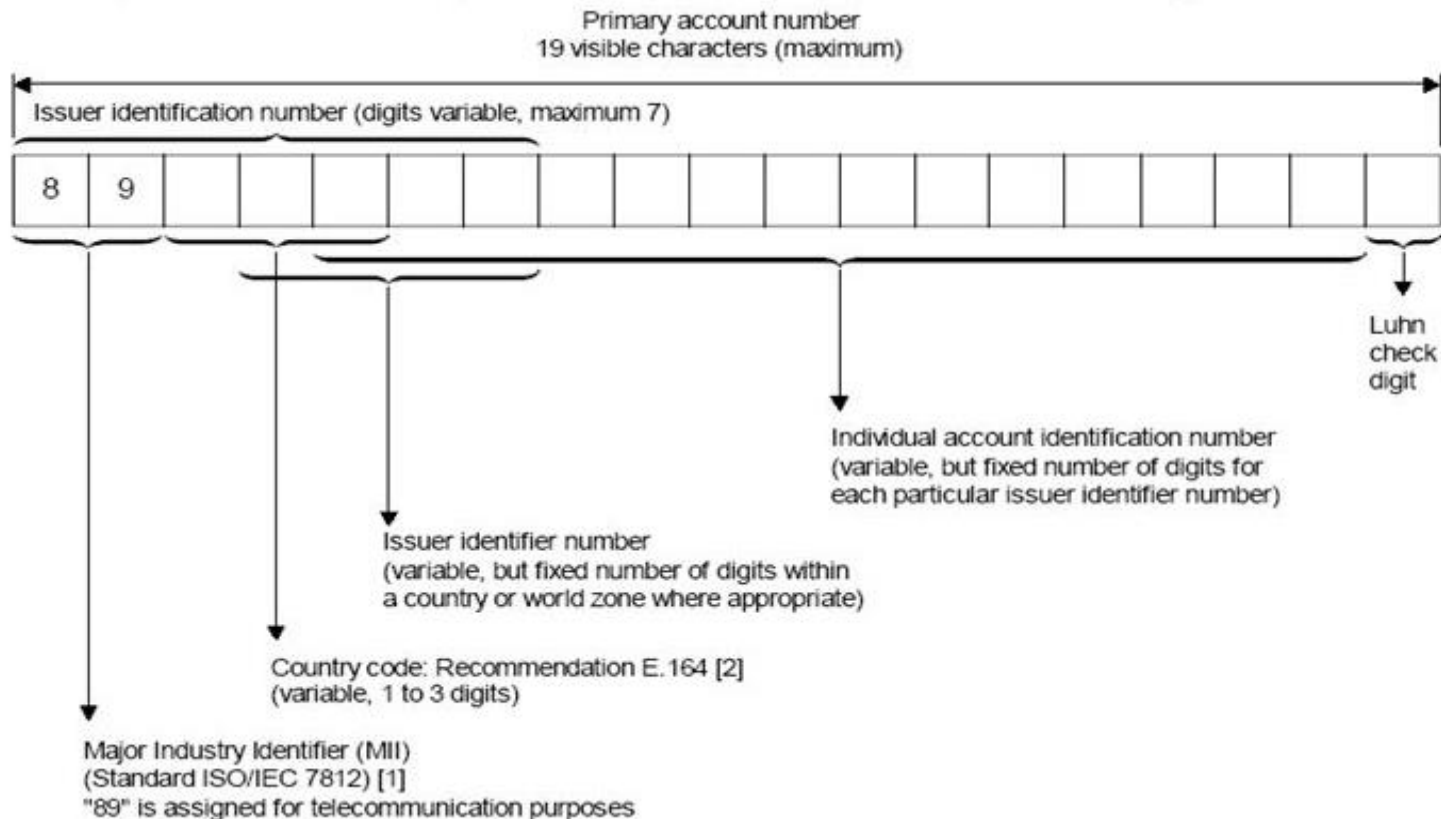 Primary account number
19 visible characters (maximum)
Issuer identification number (digits variable, maximum 7)
8 9
Luhn
check
digit
Individual account identification number
(variable, but fixed number of digits for
each particular issuer identifier number)
Issuer identifier number
(variable, but fixed number of digits within
a country or world zone where appropriate)
Country code: Recommendation E.164 [2]
(variable, 1 to 3 digits)
Major Industry Identifier (MII)
(Standard ISO/IEC 7812) [1]
"89" is assigned for telecommunication purposes